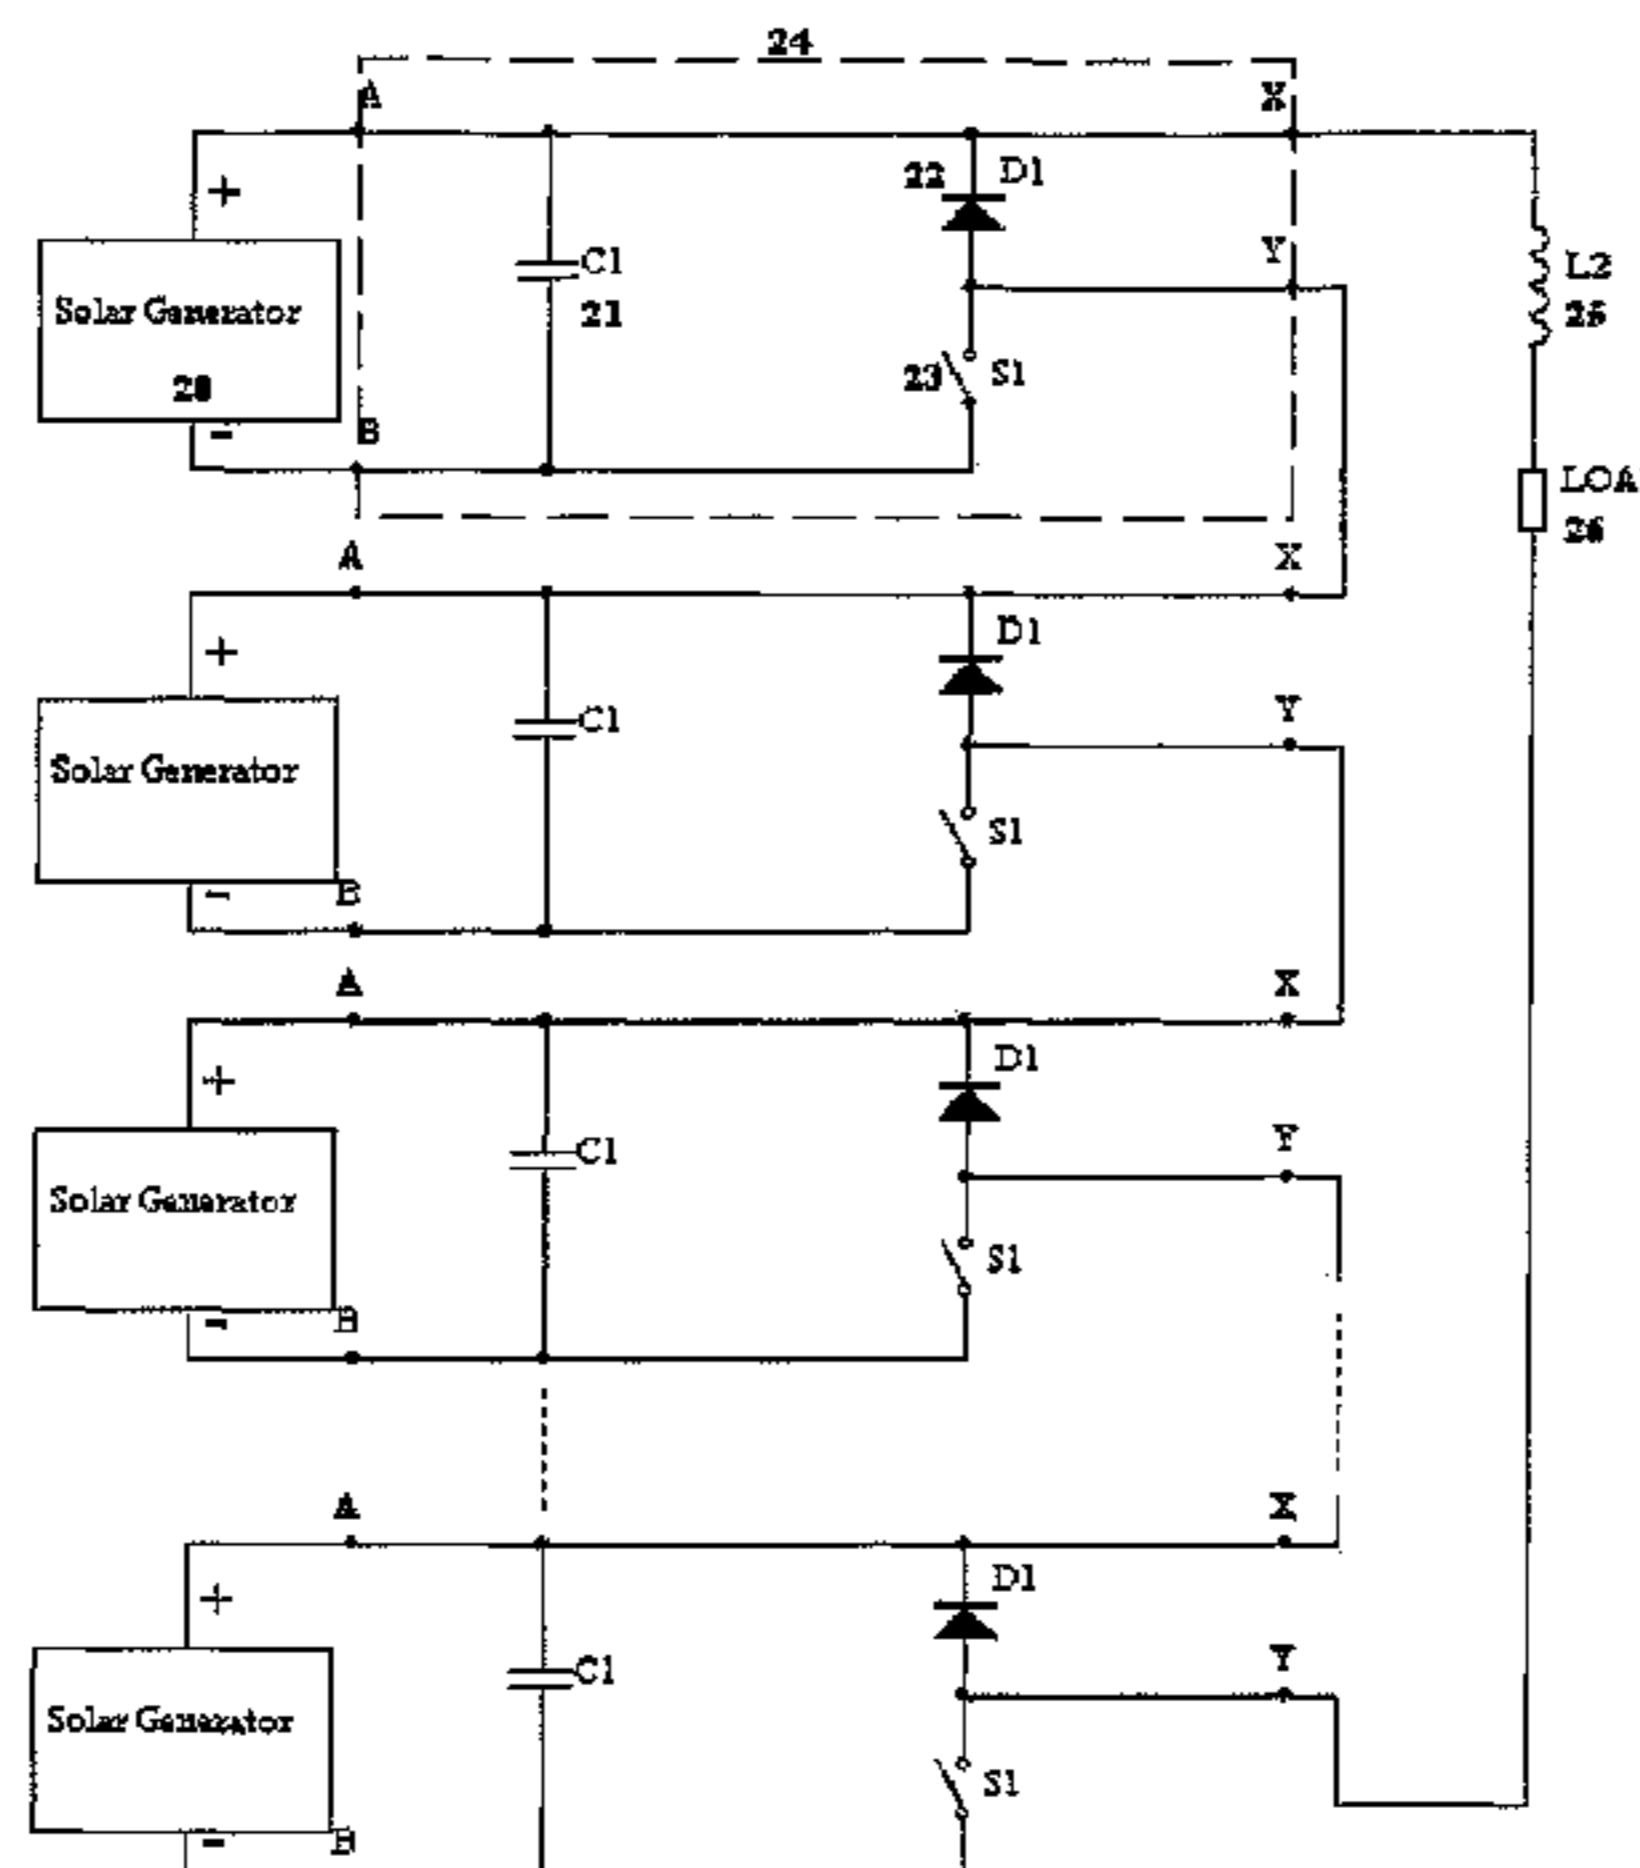 24
A
X
+
22
D1
C1
Y
L2
Solar Generator
21
25
20
23
S1
-
B
LOA
26
A
X
+
D1
C1
Y
Solar Generator
S1
-
B
A
X
+
D1
C1
Y
Solar Generator
S1
-
B
A
X
+
D1
C1
Y
Solar Generator
S1
-
B